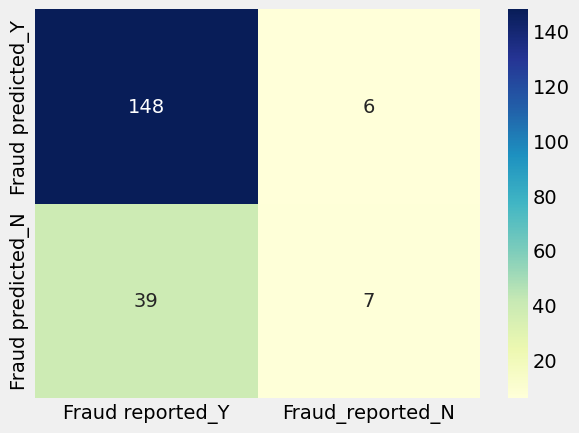 Fraud predicted_Y
148
6
Fraud predicted_N
39
7
Fraud reported_Y
Fraud_reported_N
140
120
100
80
60
40
20